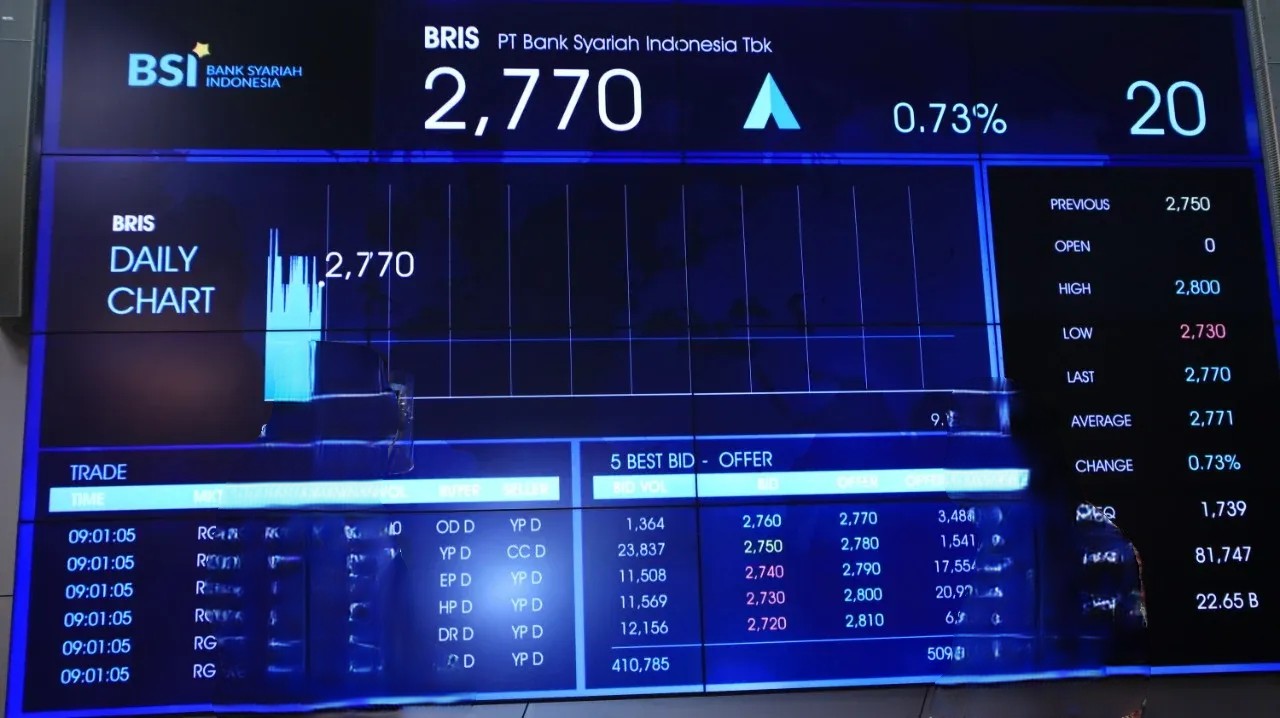 BSI BANK SYARIAH
INDONESIA
BRIS PT Bank Syariah Indonesia Tbk
2,770 0.73% 20
BRIS
DAILY
CHART
2,770
PREVIOUS 2,750
OPEN 0
HIGH 2,800
LOW 2,730
LAST 2,770
AVERAGE 2,771
CHANGE 0.73%
1,739
81,747
22.65 B
TRADE
TIME BUYER SELLER
09:01:05 OD D YP D
09:01:05 YP D CC D
09:01:05 EP D YP D
09:01:05 HP D YP D
09:01:05 RG DR D YP D
09:01:05 RG D YP D
5 BEST BID - OFFER
BID VOL BID OFFER
1,364 2,760 2,770
23,837 2,750 2,780 1,541
11,508 2,740 2,790 17,554
11,569 2,730 2,800
12,156 2,720 2,810
410,785